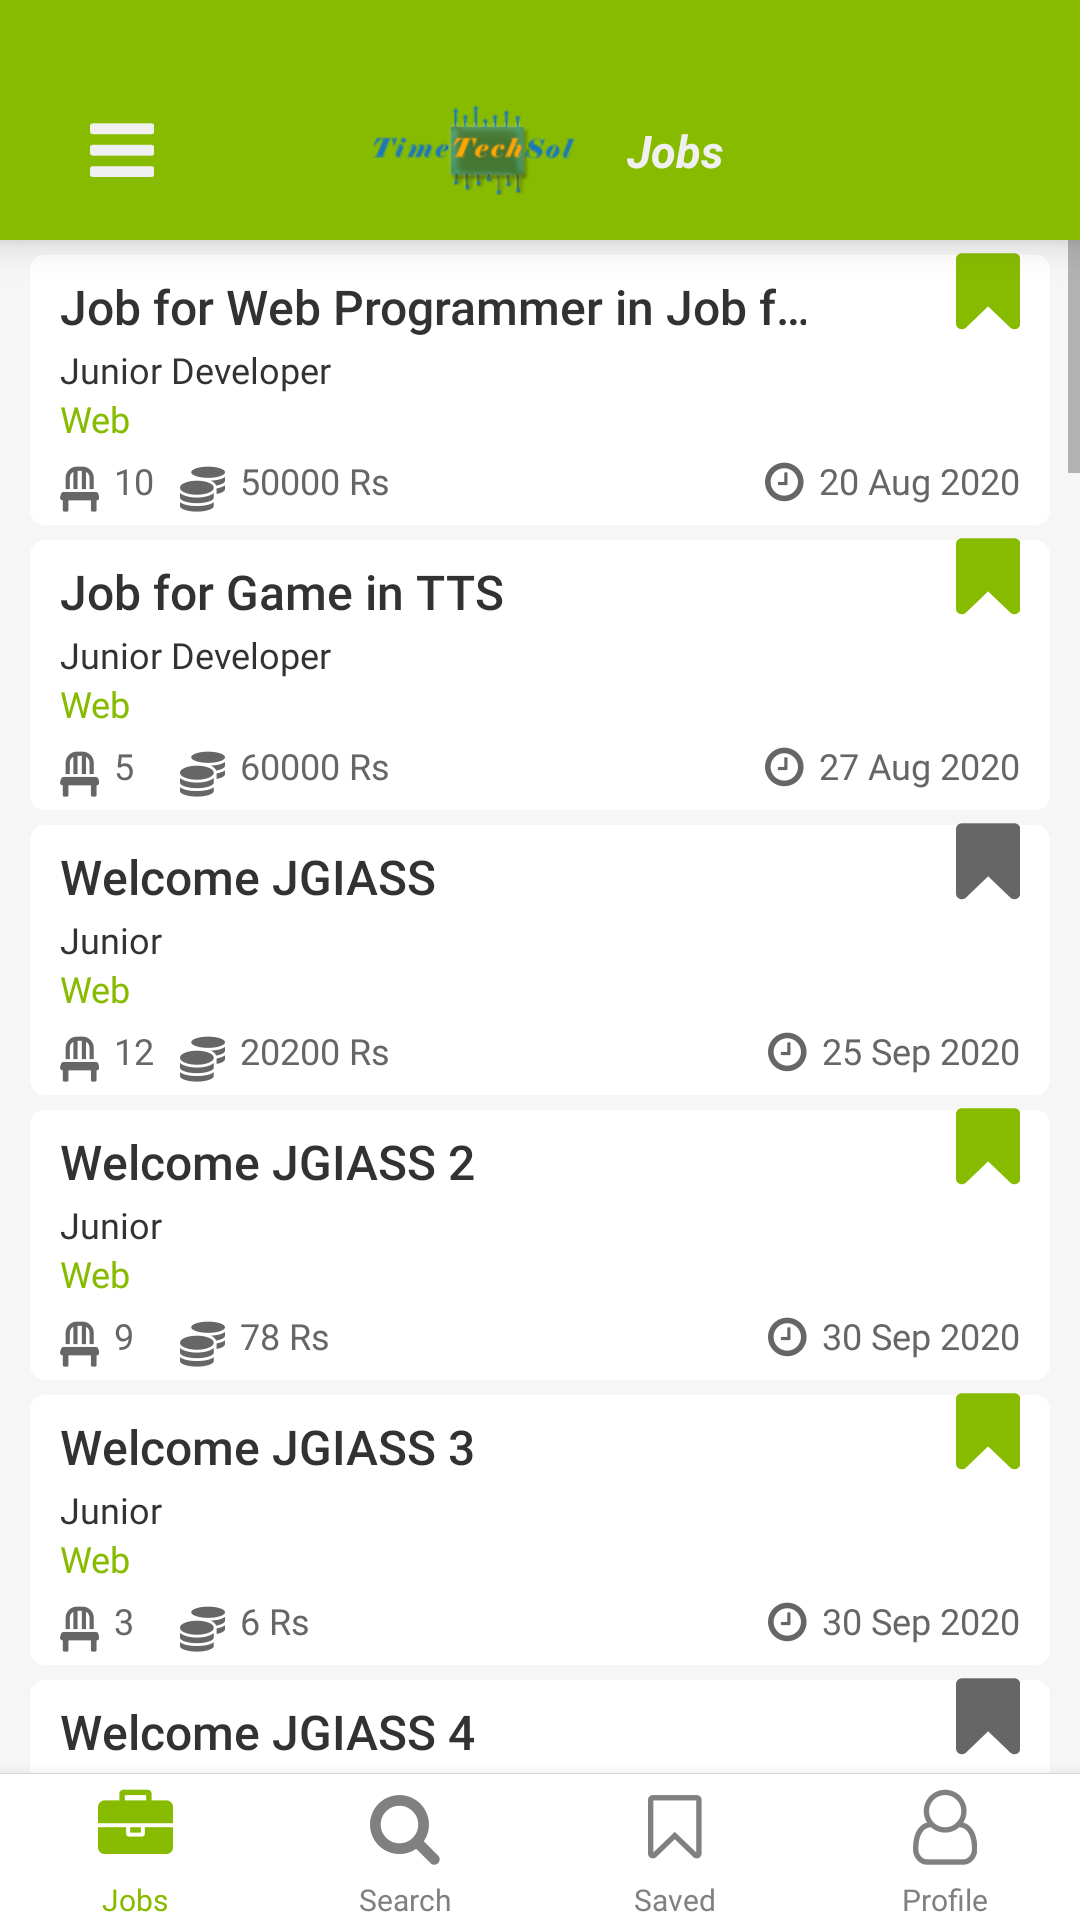 TimeTechSol Jobs
Job for Web Programmer in Job f...
Junior Developer
Web
10 50000 Rs 20 Aug 2020
Job for Game in TTS
Junior Developer
Web
5 60000 Rs 27 Aug 2020
Welcome JGIASS
Junior
Web
12 20200 Rs 25 Sep 2020
Welcome JGIASS 2
Junior
Web
9 78 Rs 30 Sep 2020
Welcome JGIASS 3
Junior
Web
3 6 Rs 30 Sep 2020
Welcome JGIASS 4
Jobs Search Saved Profile